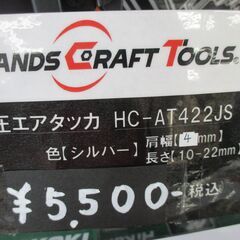 ANDS CRAFT TOOLS
圧エアタッカ HC-AT422JS
色【シルバー】 肩幅【4mm】
長さ【10-22mm】
¥5,500- 税込